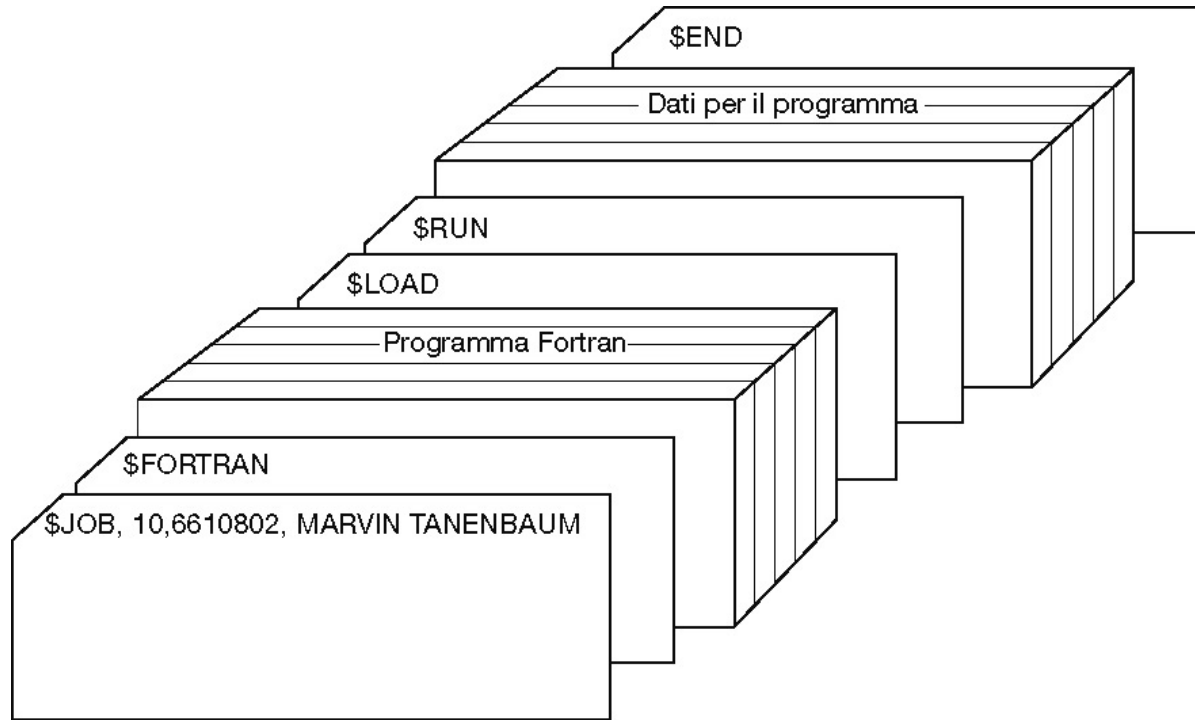 $END
Dati per il programma
$RUN
$LOAD
Programma Fortran
$FORTRAN
$JOB, 10,6610802, MARVIN TANENBAUM